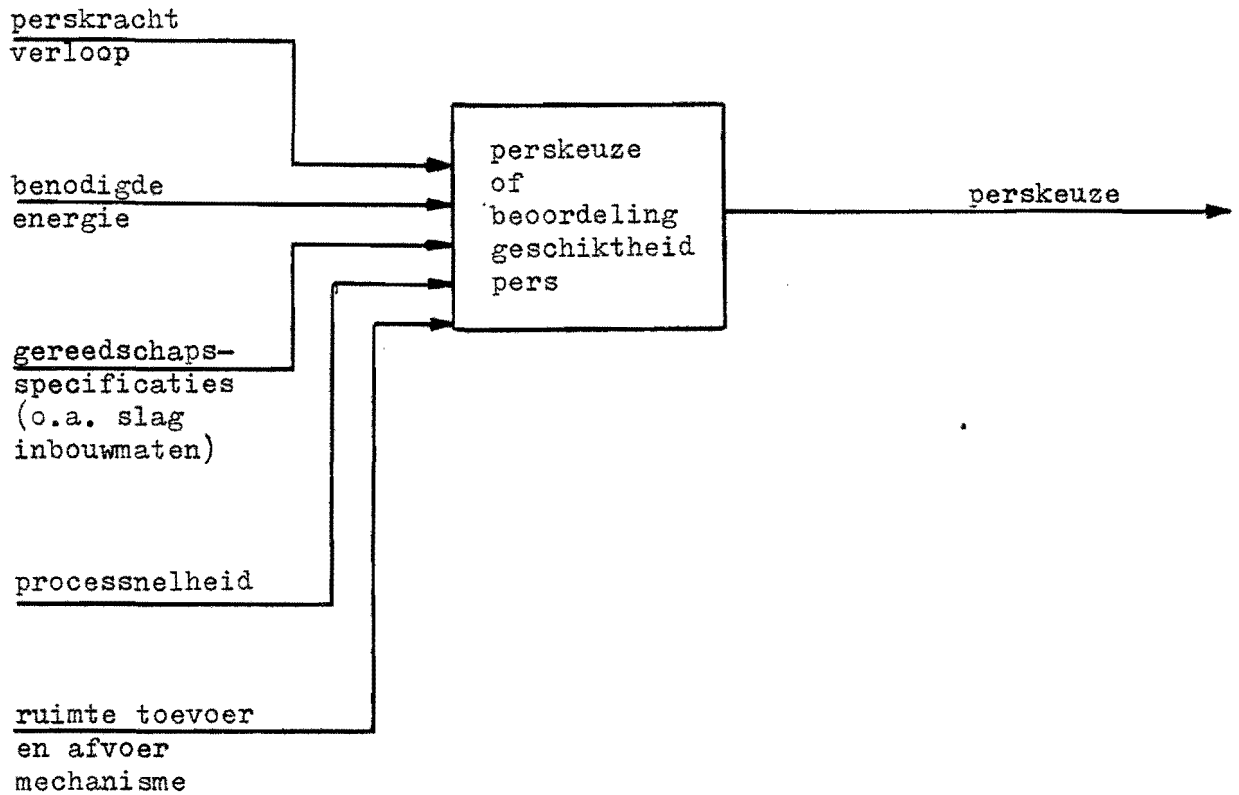 perskracht
verloop
benodigde
energie
gereedschaps-
specificaties
(o.a. slag
inbouwmaten)
processnelheid
ruimte toevoer
en afvoer
mechanisme
perskeuze
of
beoordeling
geschiktheid
pers
perskeuze